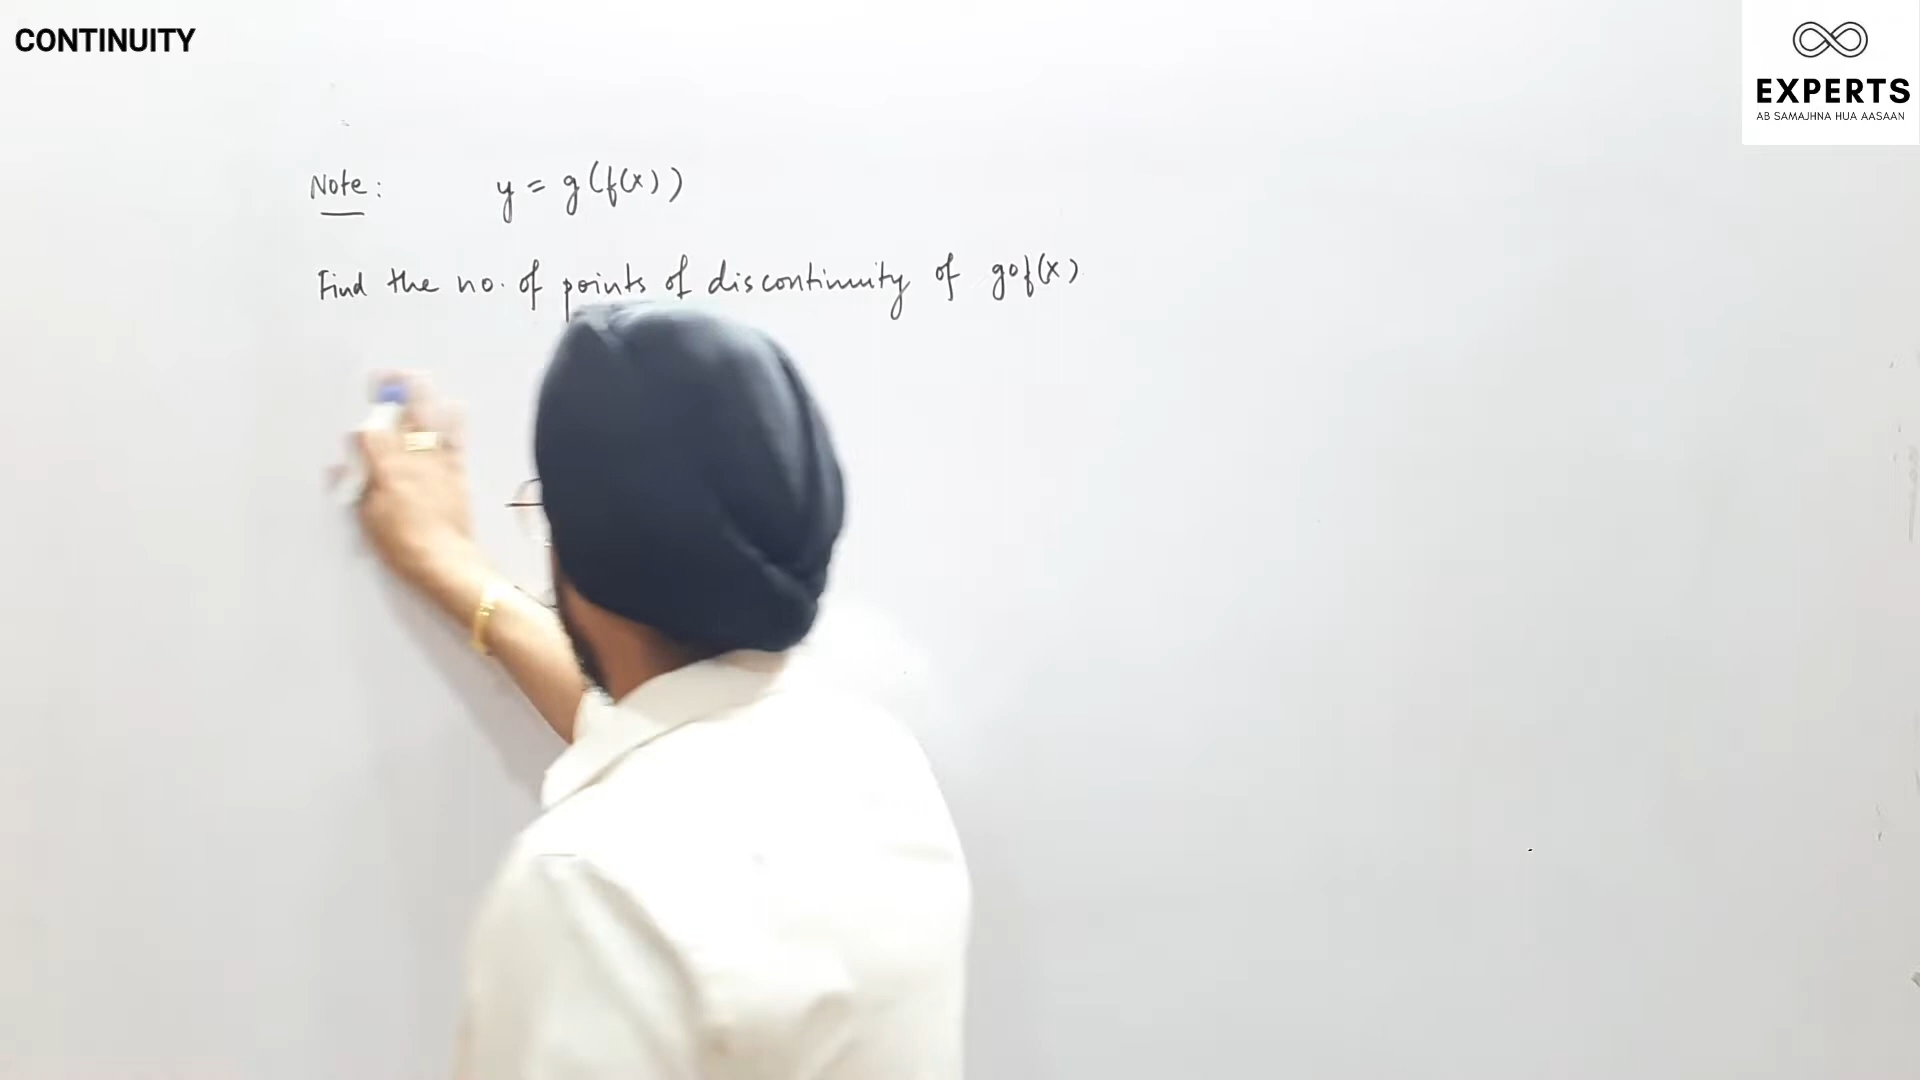 CONTINUITY
EXPERTS
AB SAMAJHNA HUA AASAAN
Note: y = g(f(x))
Find the no. of points of discontinuity of gof(x)